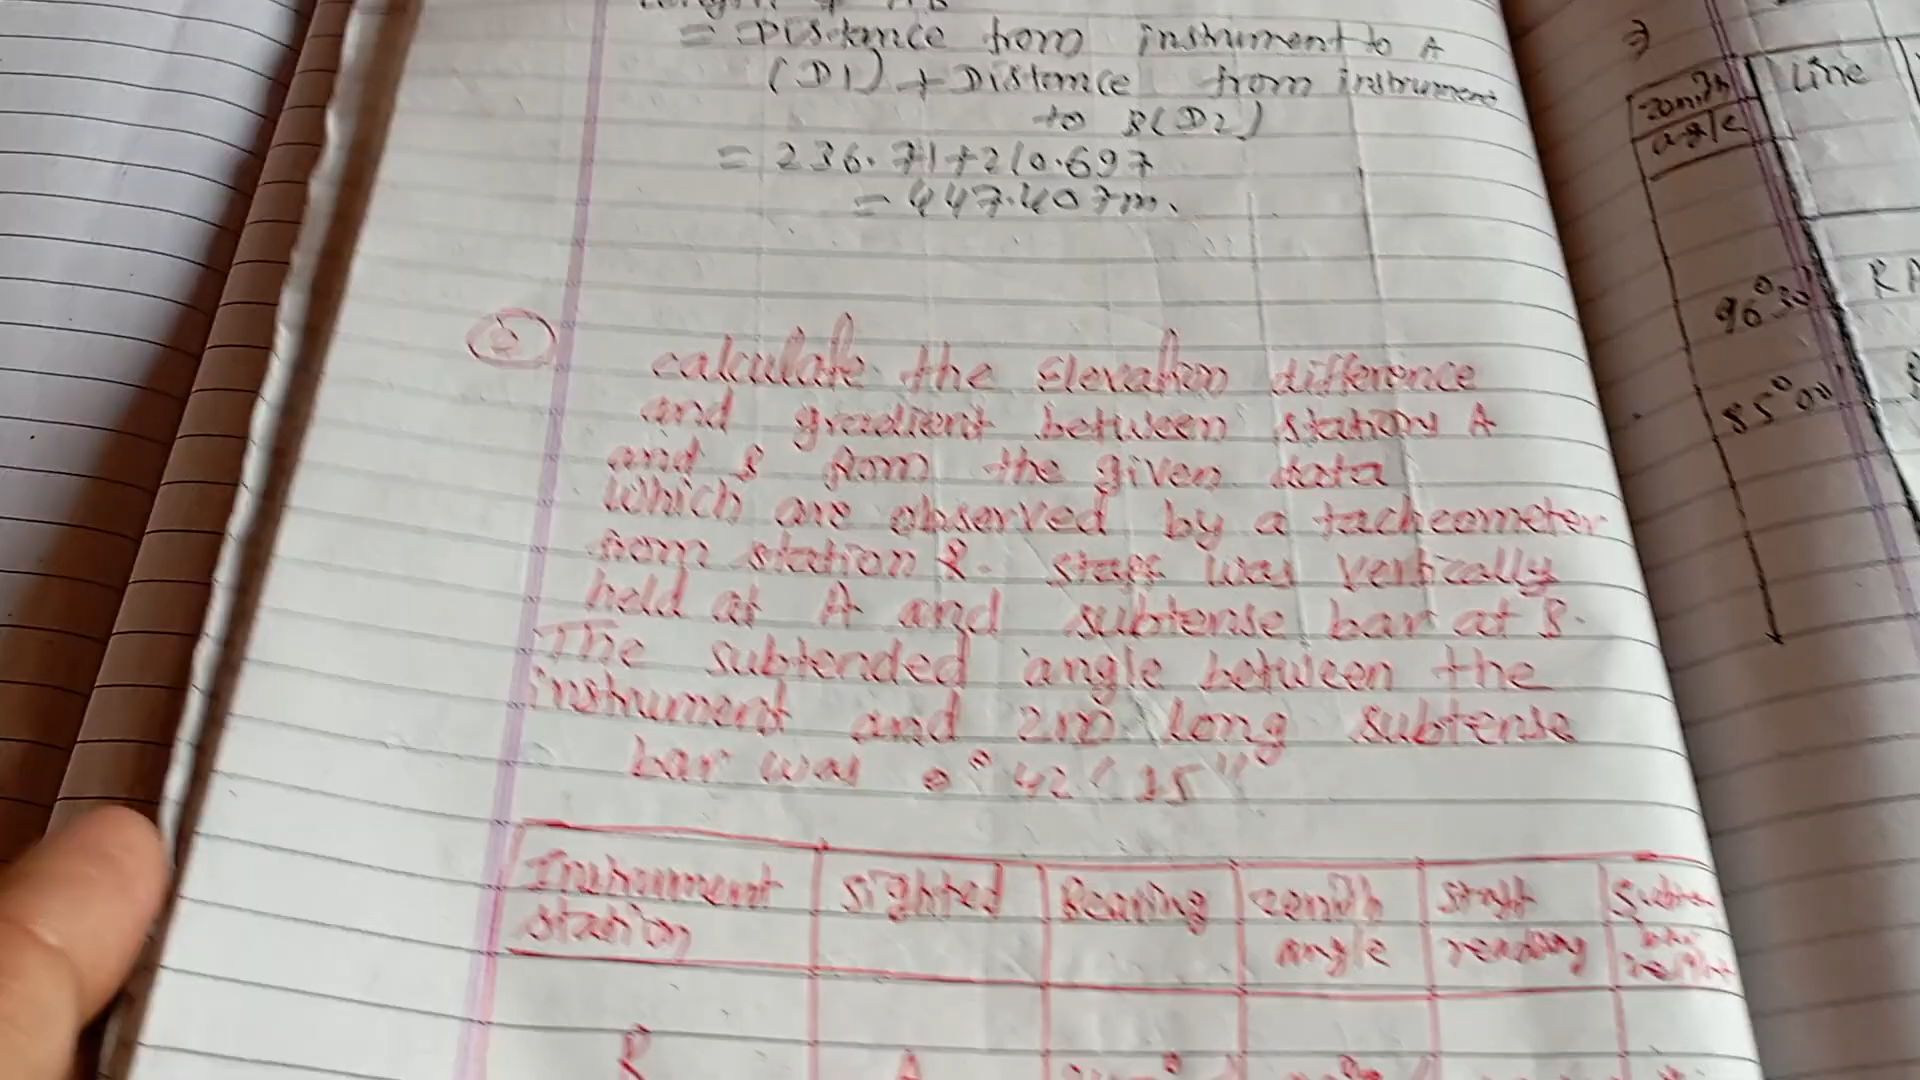 = Distance from instrument to A
(D1) + Distance from instrument
to B(D2)
= 236.71+210.697
= 447.407m.
calculate the Elevation difference
and gradient between stations A
and B from the given data
which are observed by a tacheometer
from station R. staff was vertically
held at A and subtense bar at B.
The subtended angle between the
instrument and 2m long subtense
bar was 0°42'15"
Instrument station
Sighted
Bearing
zenith angle
staff reading
R
A
zenith angle
Line
96°30'
85°00'